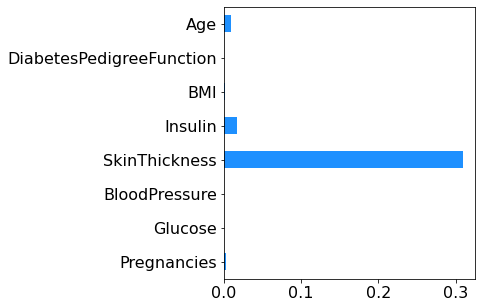 Age
DiabetesPedigreeFunction
BMI
Insulin
SkinThickness
BloodPressure
Glucose
Pregnancies
0.0 0.1 0.2 0.3